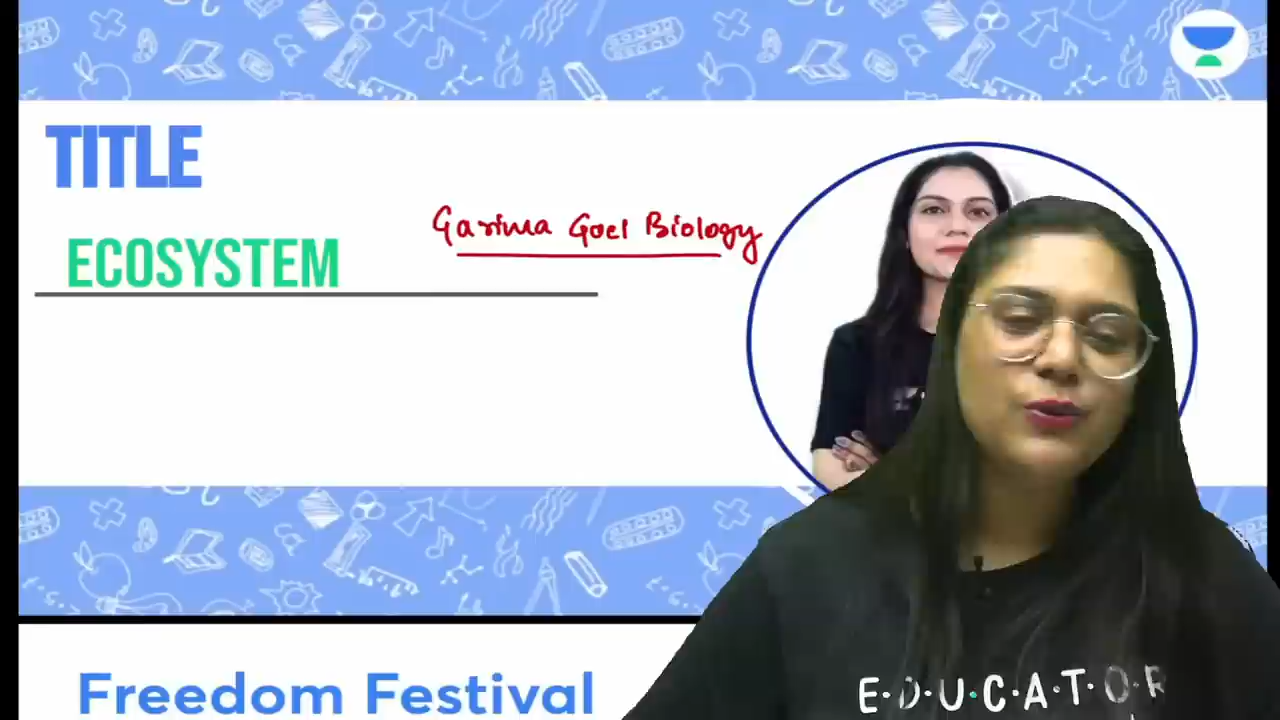 TITLE
Garima Goel Biology
ECOSYSTEM
Freedom Festival
E·D·U·C·A·T·O·R